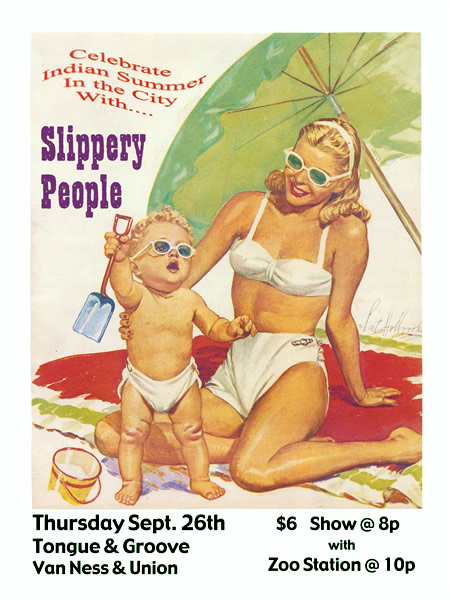 Celebrate
Indian Summer
In the City
With....
Slippery
People
Thursday Sept. 26th
Tongue & Groove
Van Ness & Union
$6 Show @ 8p
with
Zoo Station @ 10p